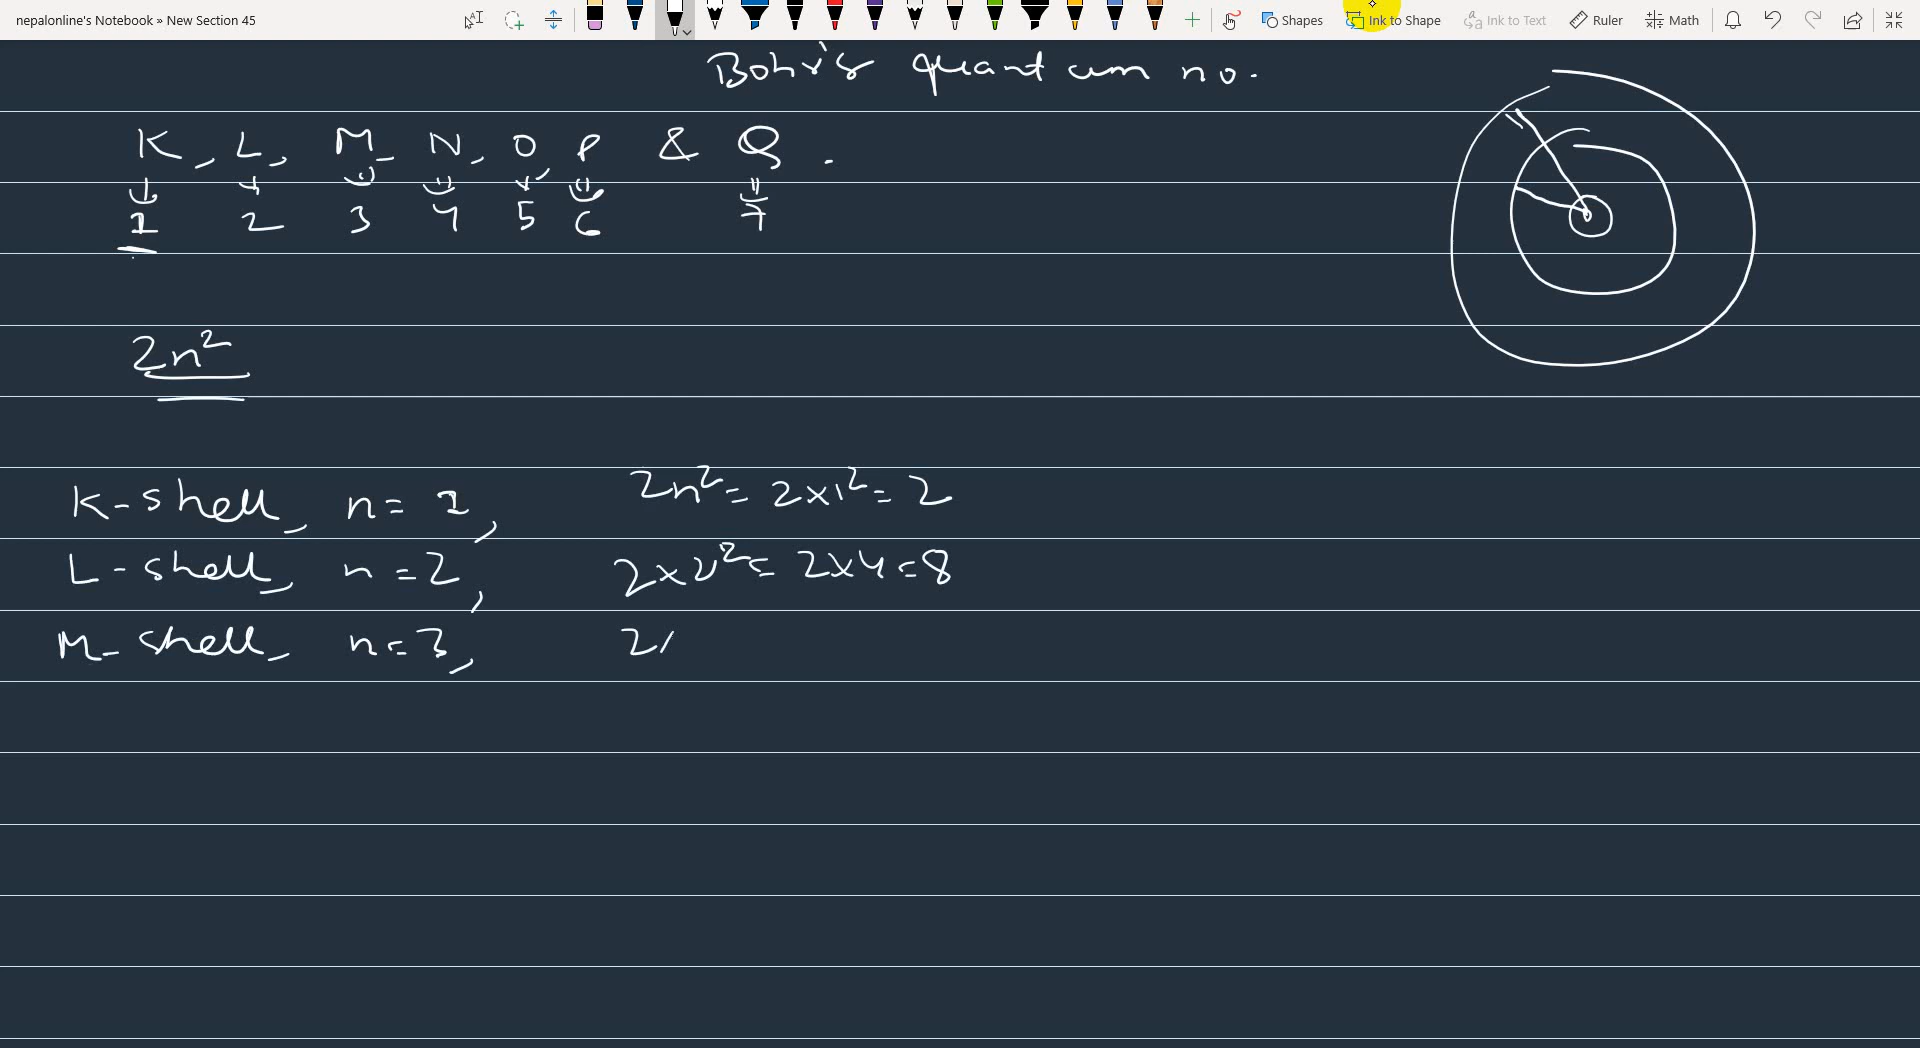 nepalonline's Notebook » New Section 45
Shapes Ink to Shape Ink to Text Ruler Math
Bohr's quantum no.
K, L, M, N, O, P & Q.
1 2 3 4 5 6 7
2n²
K-shell, n = 1, 2n² = 2×1² = 2
L-shell, n = 2, 2×2² = 2×4 = 8
M-shell, n = 3, 2